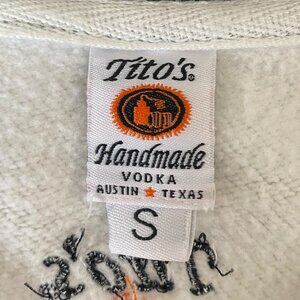 Tito's®
Handmade
VODKA
AUSTIN ★ TEXAS
S